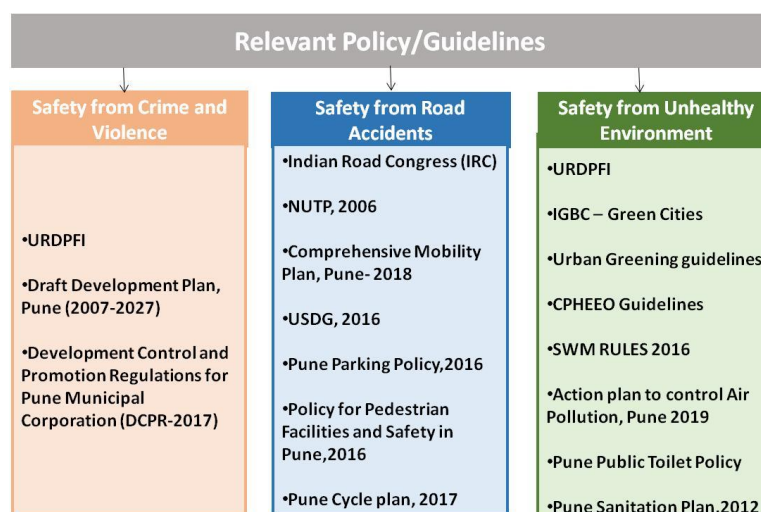 Relevant Policy/Guidelines
Safety from Crime and
Violence
•URDPFI
•Draft Development Plan,
Pune (2007-2027)
•Development Control and
Promotion Regulations for
Pune Municipal
Corporation (DCPR-2017)
Safety from Road
Accidents
•Indian Road Congress (IRC)
•NUTP, 2006
•Comprehensive Mobility
Plan, Pune- 2018
•USDG, 2016
•Pune Parking Policy,2016
•Policy for Pedestrian
Facilities and Safety in
Pune,2016
•Pune Cycle plan, 2017
Safety from Unhealthy
Environment
•URDPFI
•IGBC – Green Cities
•Urban Greening guidelines
•CPHEEO Guidelines
•SWM RULES 2016
•Action plan to control Air
Pollution, Pune 2019
•Pune Public Toilet Policy
•Pune Sanitation Plan,2012